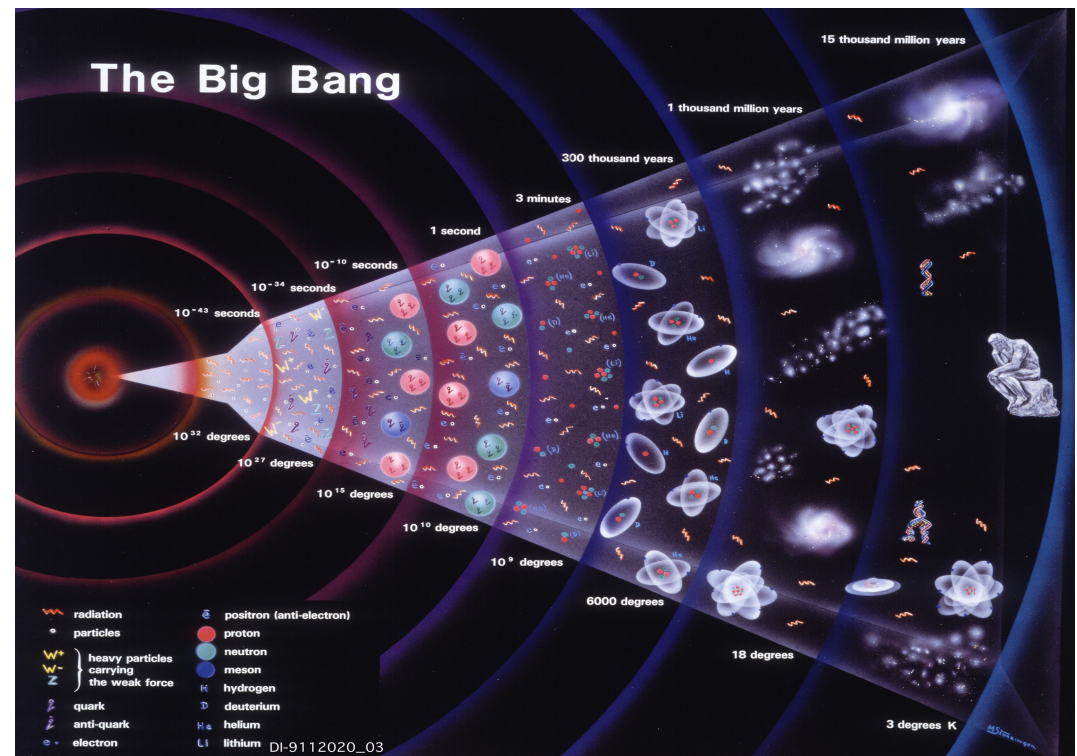 The Big Bang
15 thousand million years
1 thousand million years
300 thousand years
3 minutes
1 second
10⁻¹⁰ seconds
10⁻³⁴ seconds
10⁻⁴³ seconds
10³² degrees
10²⁷ degrees
10¹⁵ degrees
10¹⁰ degrees
10⁹ degrees
6000 degrees
18 degrees
3 degrees K
radiation
particles
W+
W-
Z
heavy particles
carrying
the weak force
quark
anti-quark
e- electron
ē positron (anti-electron)
proton
neutron
meson
H hydrogen
D deuterium
He helium
Li lithium
DI-9112020_03